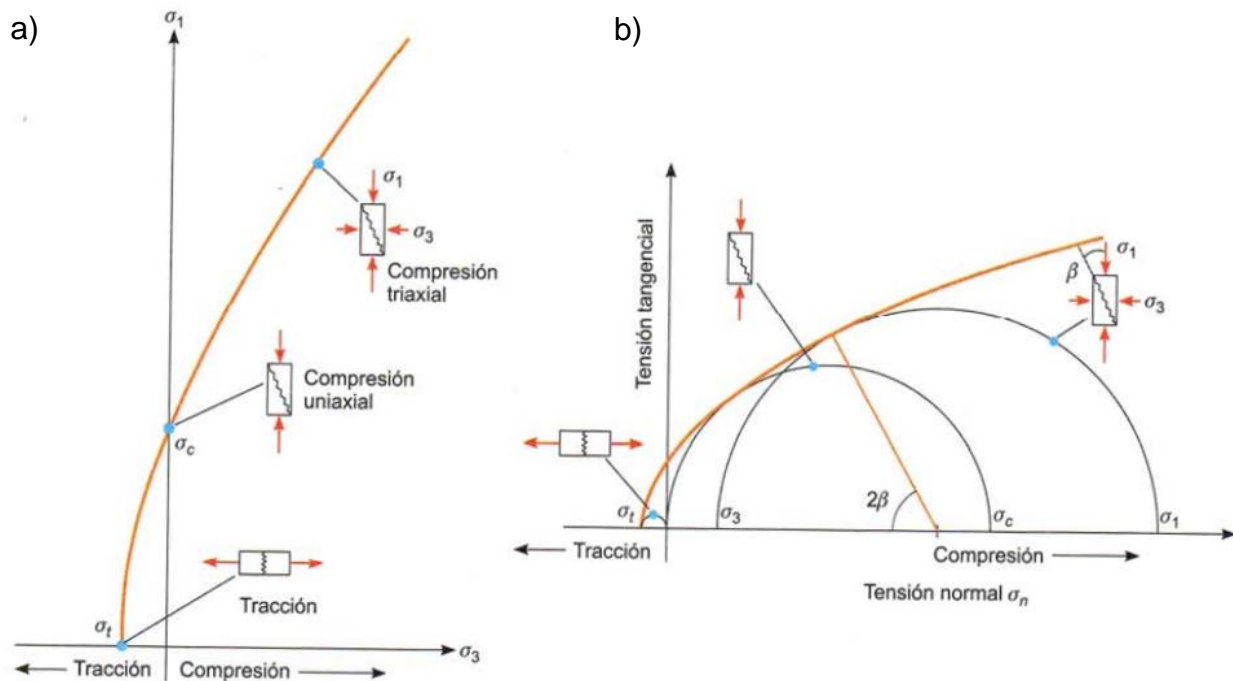 a)
σ1
σ1
σ3
Compresión
triaxial
Compresión
uniaxial
σc
Tracción
σt
σ3
Tracción
Compresión
b)
Tensión tangencial
σ1
β
σ3
σt
σ3
2β
σc
σ1
Tracción
Compresión
Tensión normal σn